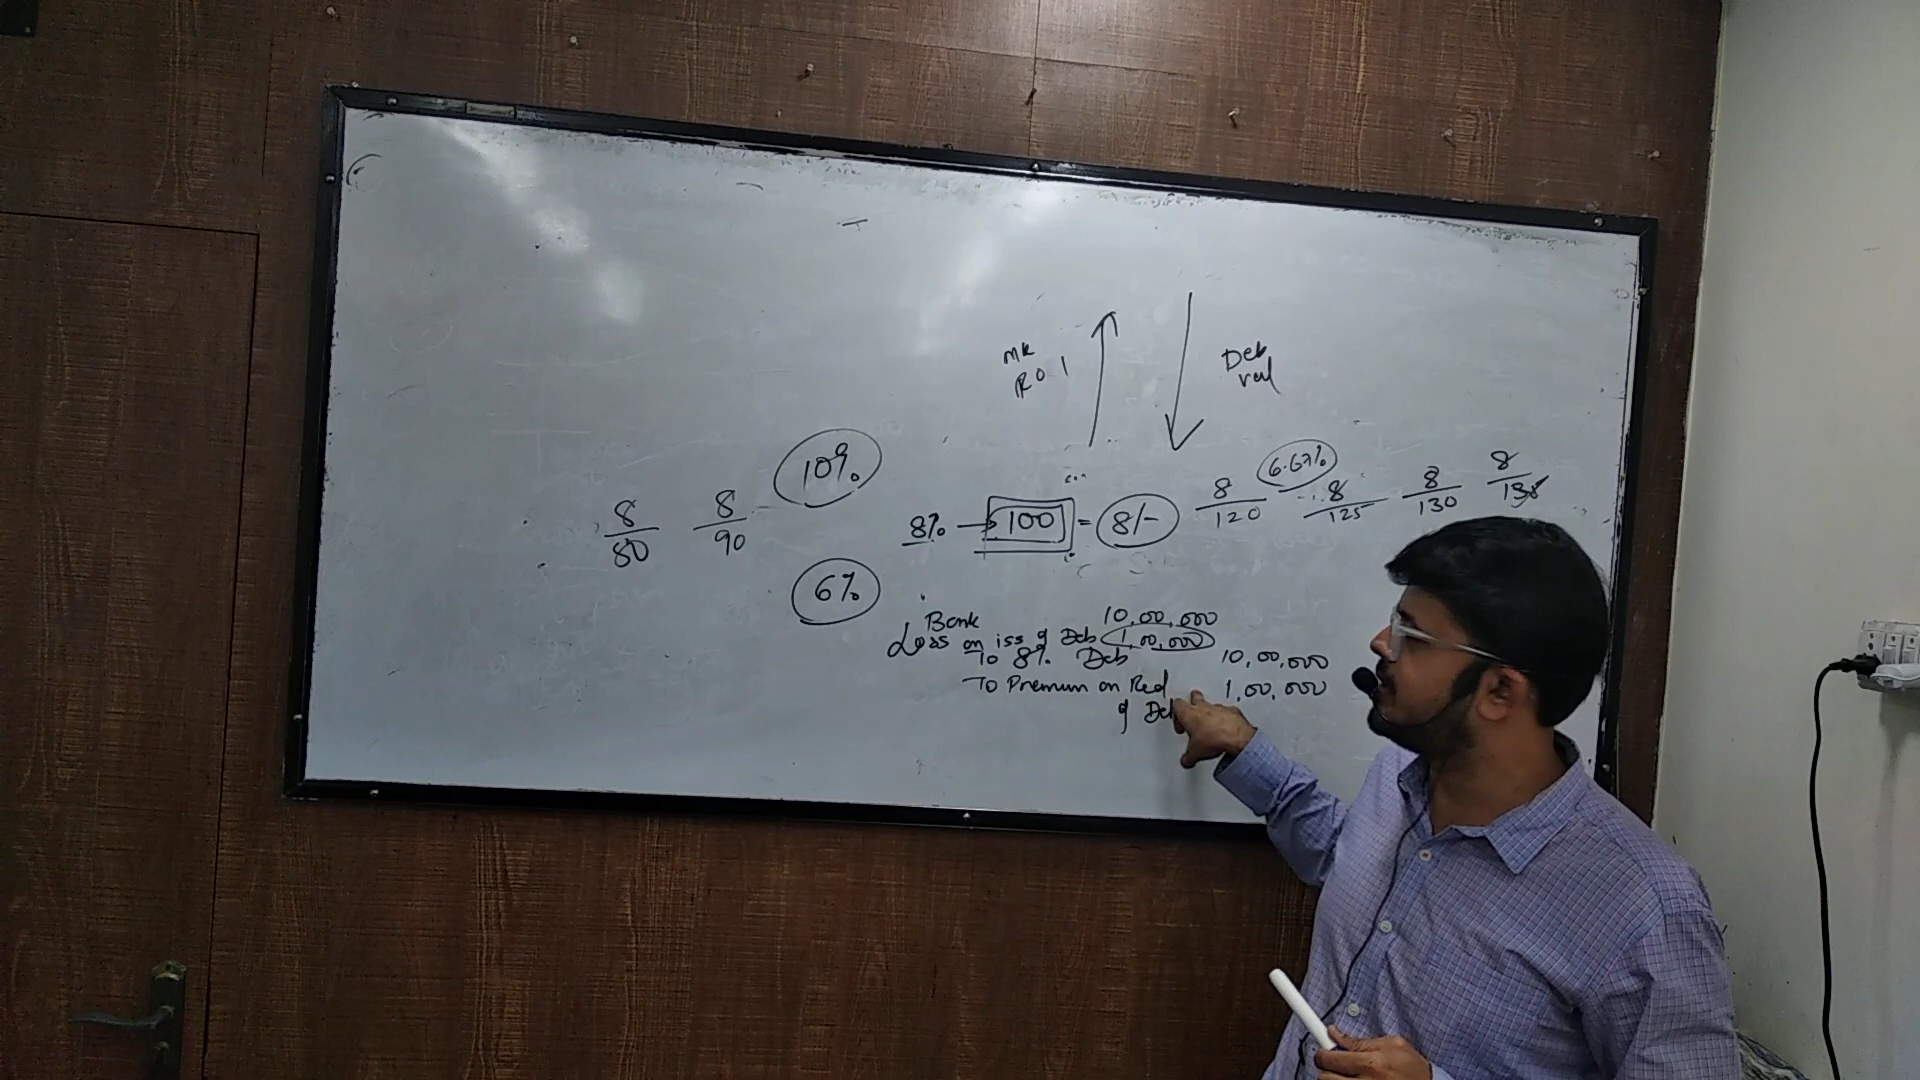 Mk
ROI
Deb
val
10%
8/80
8/90
8% → 100 = 8/-
8/120
6.67%
8/125
8/130
8/135
6%
Bank 10,00,000
Loss on iss of Deb 1,00,000
To 8% Deb 10,00,000
To Premium on Red 1,00,000
of Deb